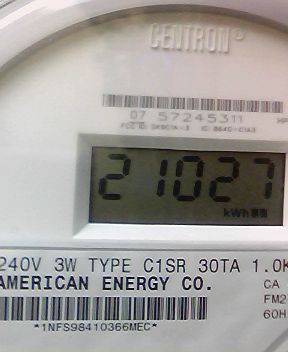 CENTRON®
07 57245311
21027
kWh
240V 3W TYPE C1SR 30TA 1.0K
AMERICAN ENERGY CO.
CA
FM2
60H
*1NFS98410366MEC*